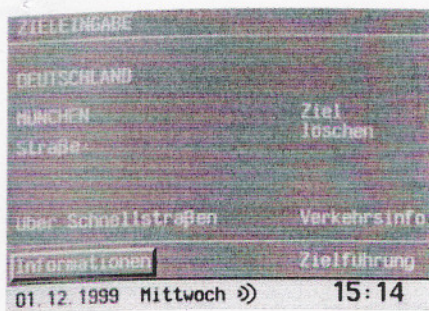 ZIELEINGABE
DEUTSCHLAND
MÜNCHEN
Ziel
löschen
Straße
über Schnellstraßen Verkehrsinfo
Informationen Zielführung
01.12.1999 Mittwoch 15:14